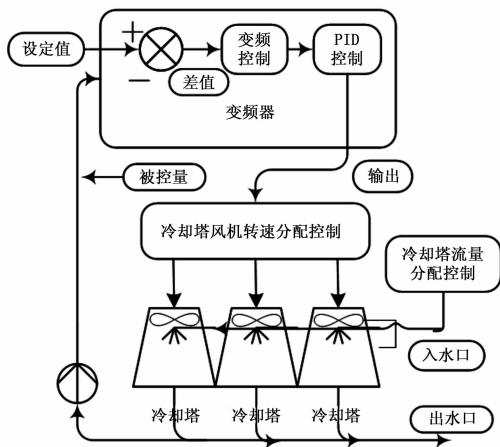 设定值
+
−
差值
变频
控制
PID
控制
变频器
被控量
输出
冷却塔风机转速分配控制
冷却塔流量
分配控制
入水口
冷却塔
冷却塔
冷却塔
出水口